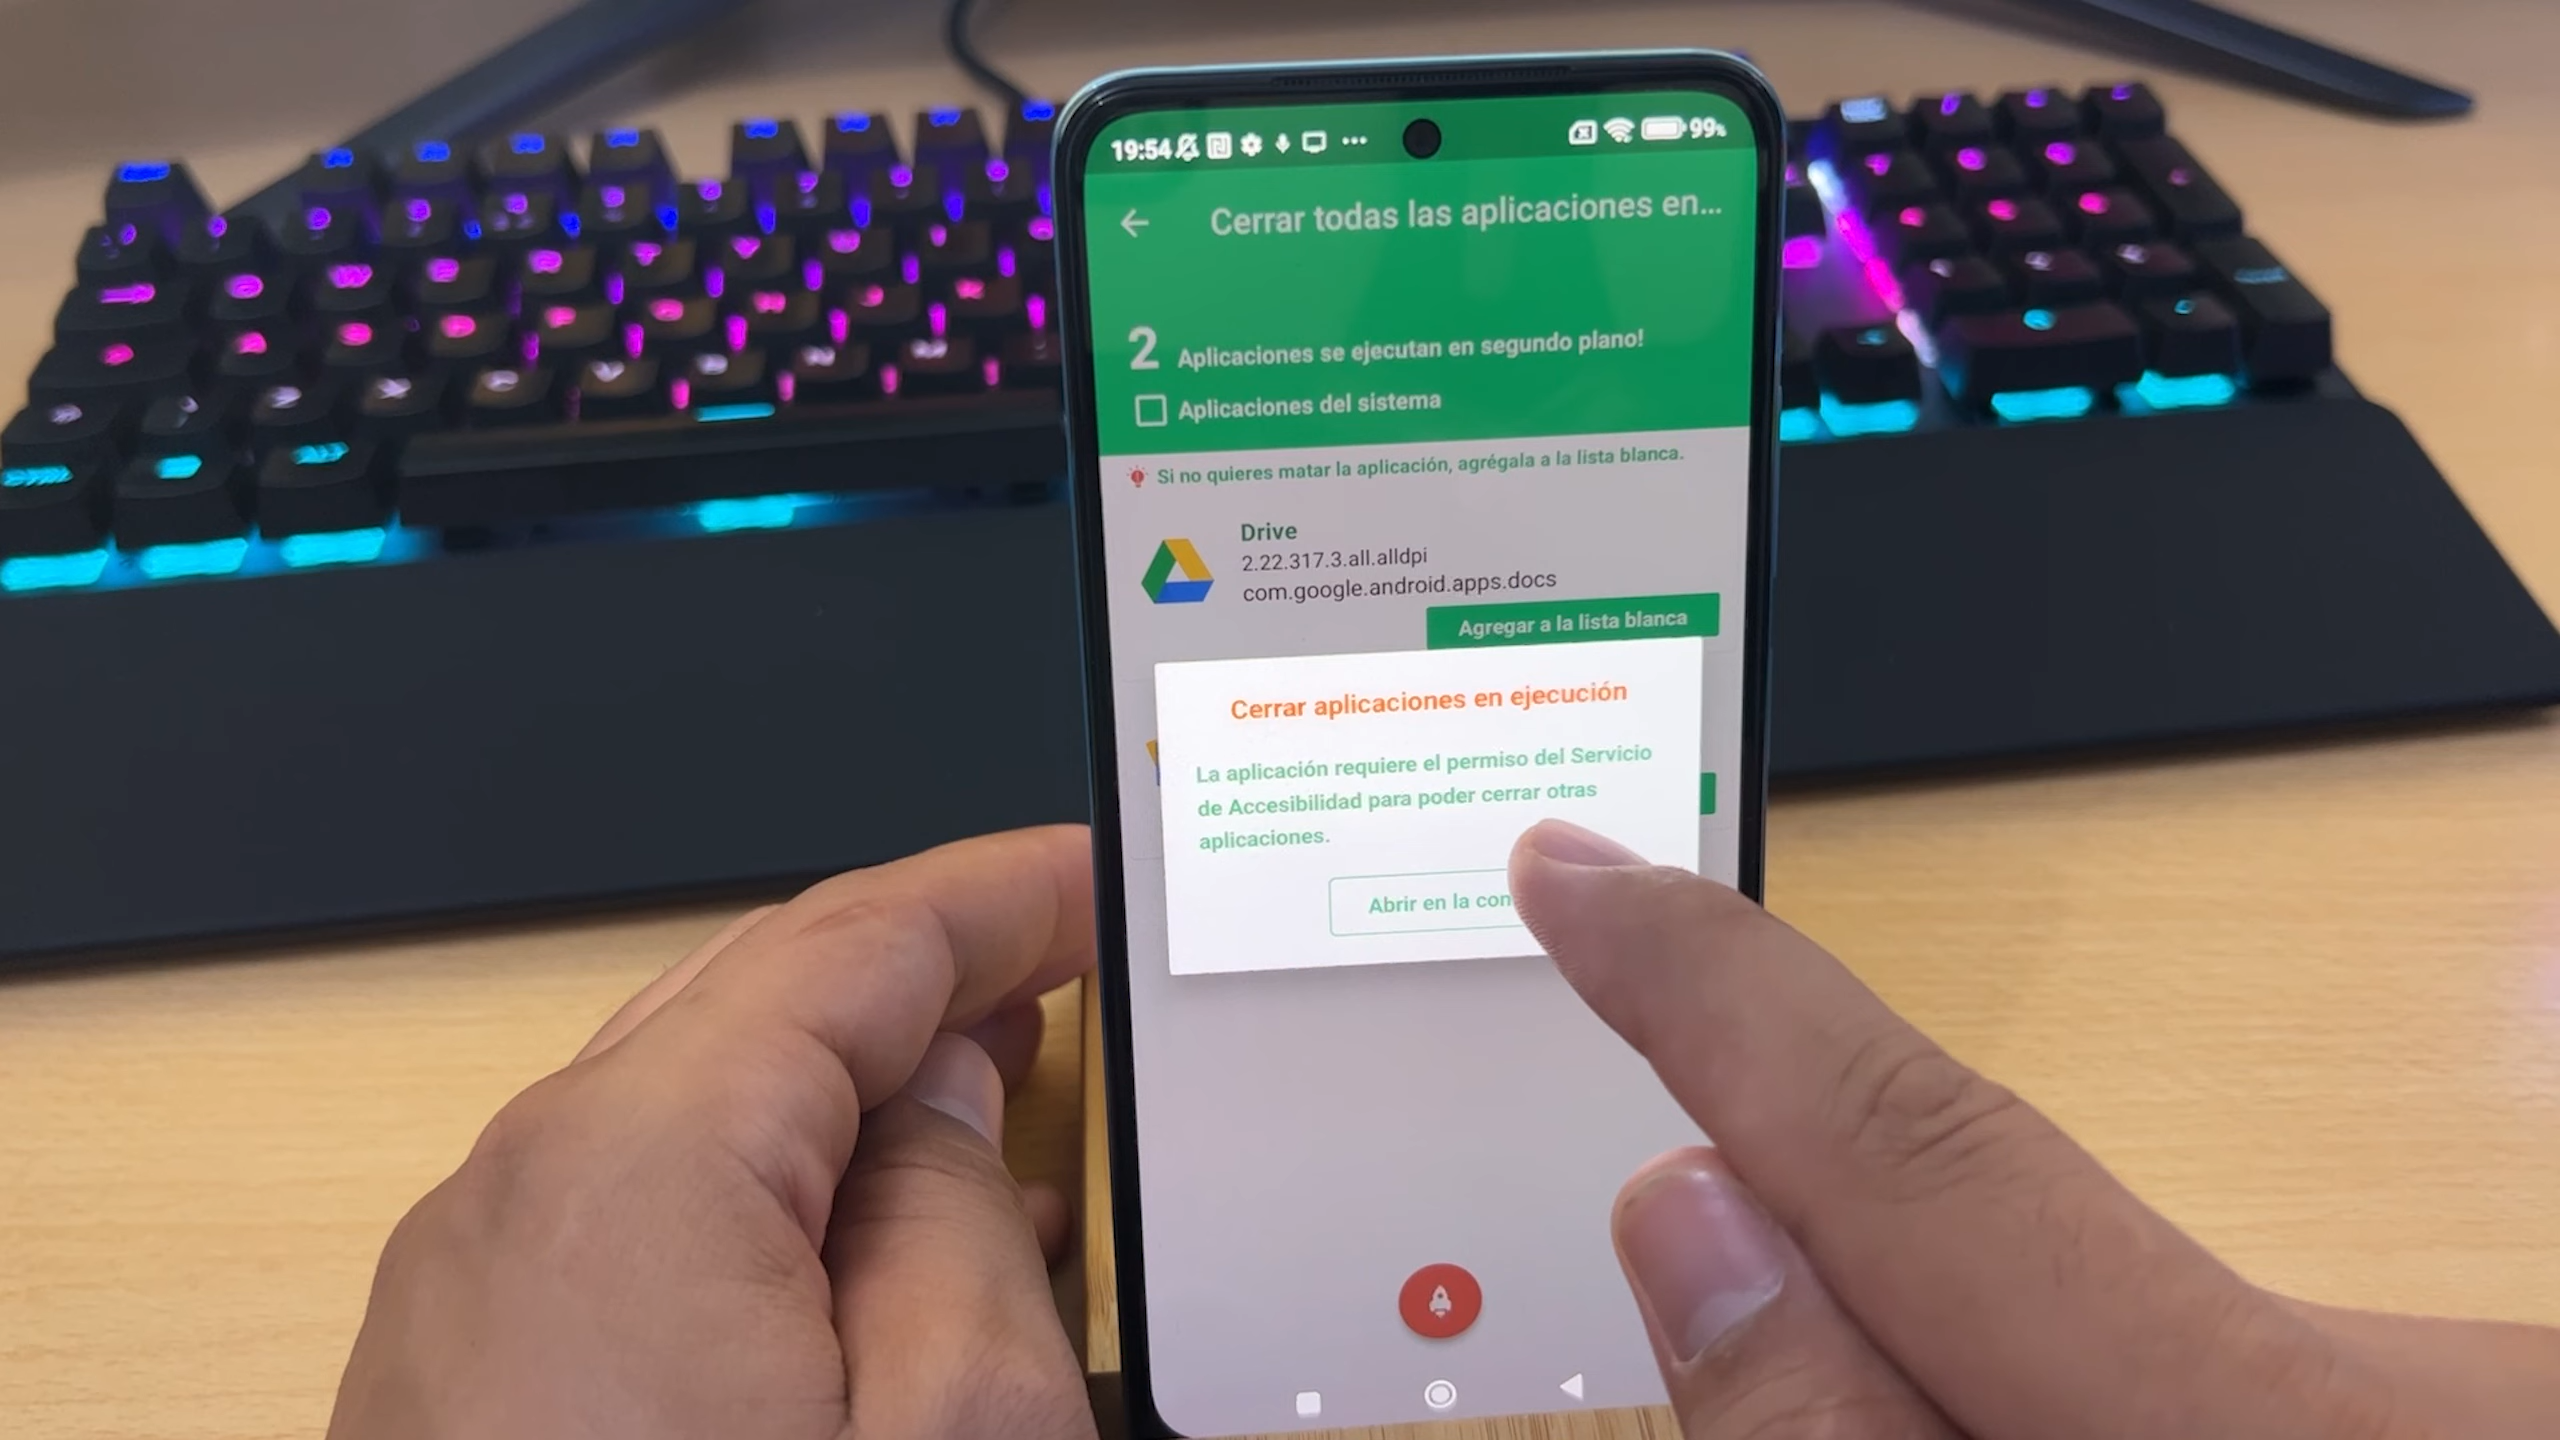 19:54
99%
Cerrar todas las aplicaciones en...
2 Aplicaciones se ejecutan en segundo plano!
Aplicaciones del sistema
Si no quieres matar la aplicación, agrégala a la lista blanca.
Drive
2.22.317.3.all.alldpi
com.google.android.apps.docs
Agregar a la lista blanca
Cerrar aplicaciones en ejecución
La aplicación requiere el permiso del Servicio
de Accesibilidad para poder cerrar otras
aplicaciones.
Abrir en la con